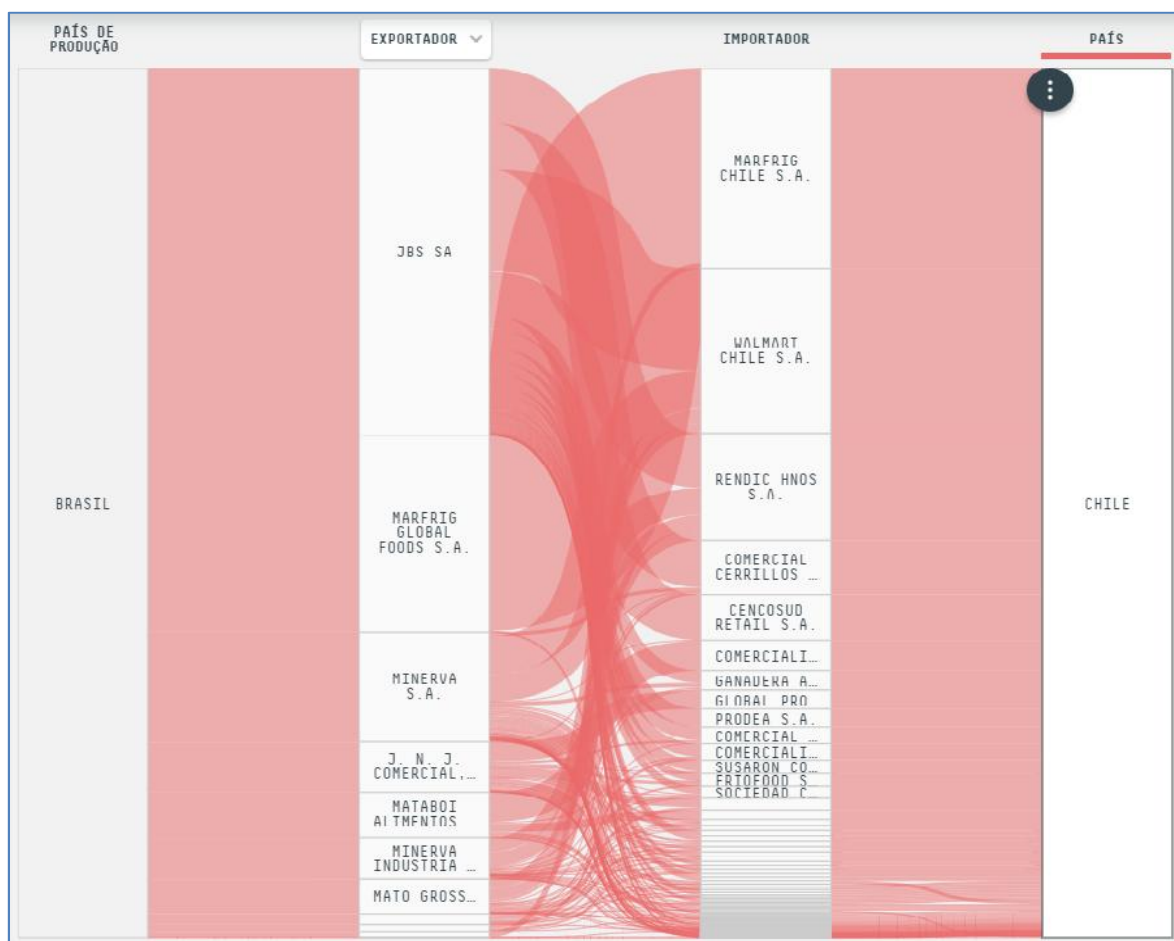 PAÍS DE
PRODUÇÃO
EXPORTADOR
IMPORTADOR
PAÍS
BRASIL
JBS SA
MARFRIG
GLOBAL
FOODS S.A.
MINERVA
S.A.
J. N. J.
COMERCIAL,…
MATABOI
ALIMENTOS
MINERVA
INDUSTRIA …
MATO GROSS…
MARFRIG
CHILE S.A.
WALMART
CHILE S.A.
RENDIC HNOS
S.A.
COMERCIAL
CERRILLOS …
CENCOSUD
RETAIL S.A.
COMERCIALI…
GANADERA A…
GLOBAL PRO
PRODEA S.A.
COMERCIAL …
COMERCIALI…
SUSARON CO…
FRIOFOOD S…
SOCIEDAD C…
CHILE